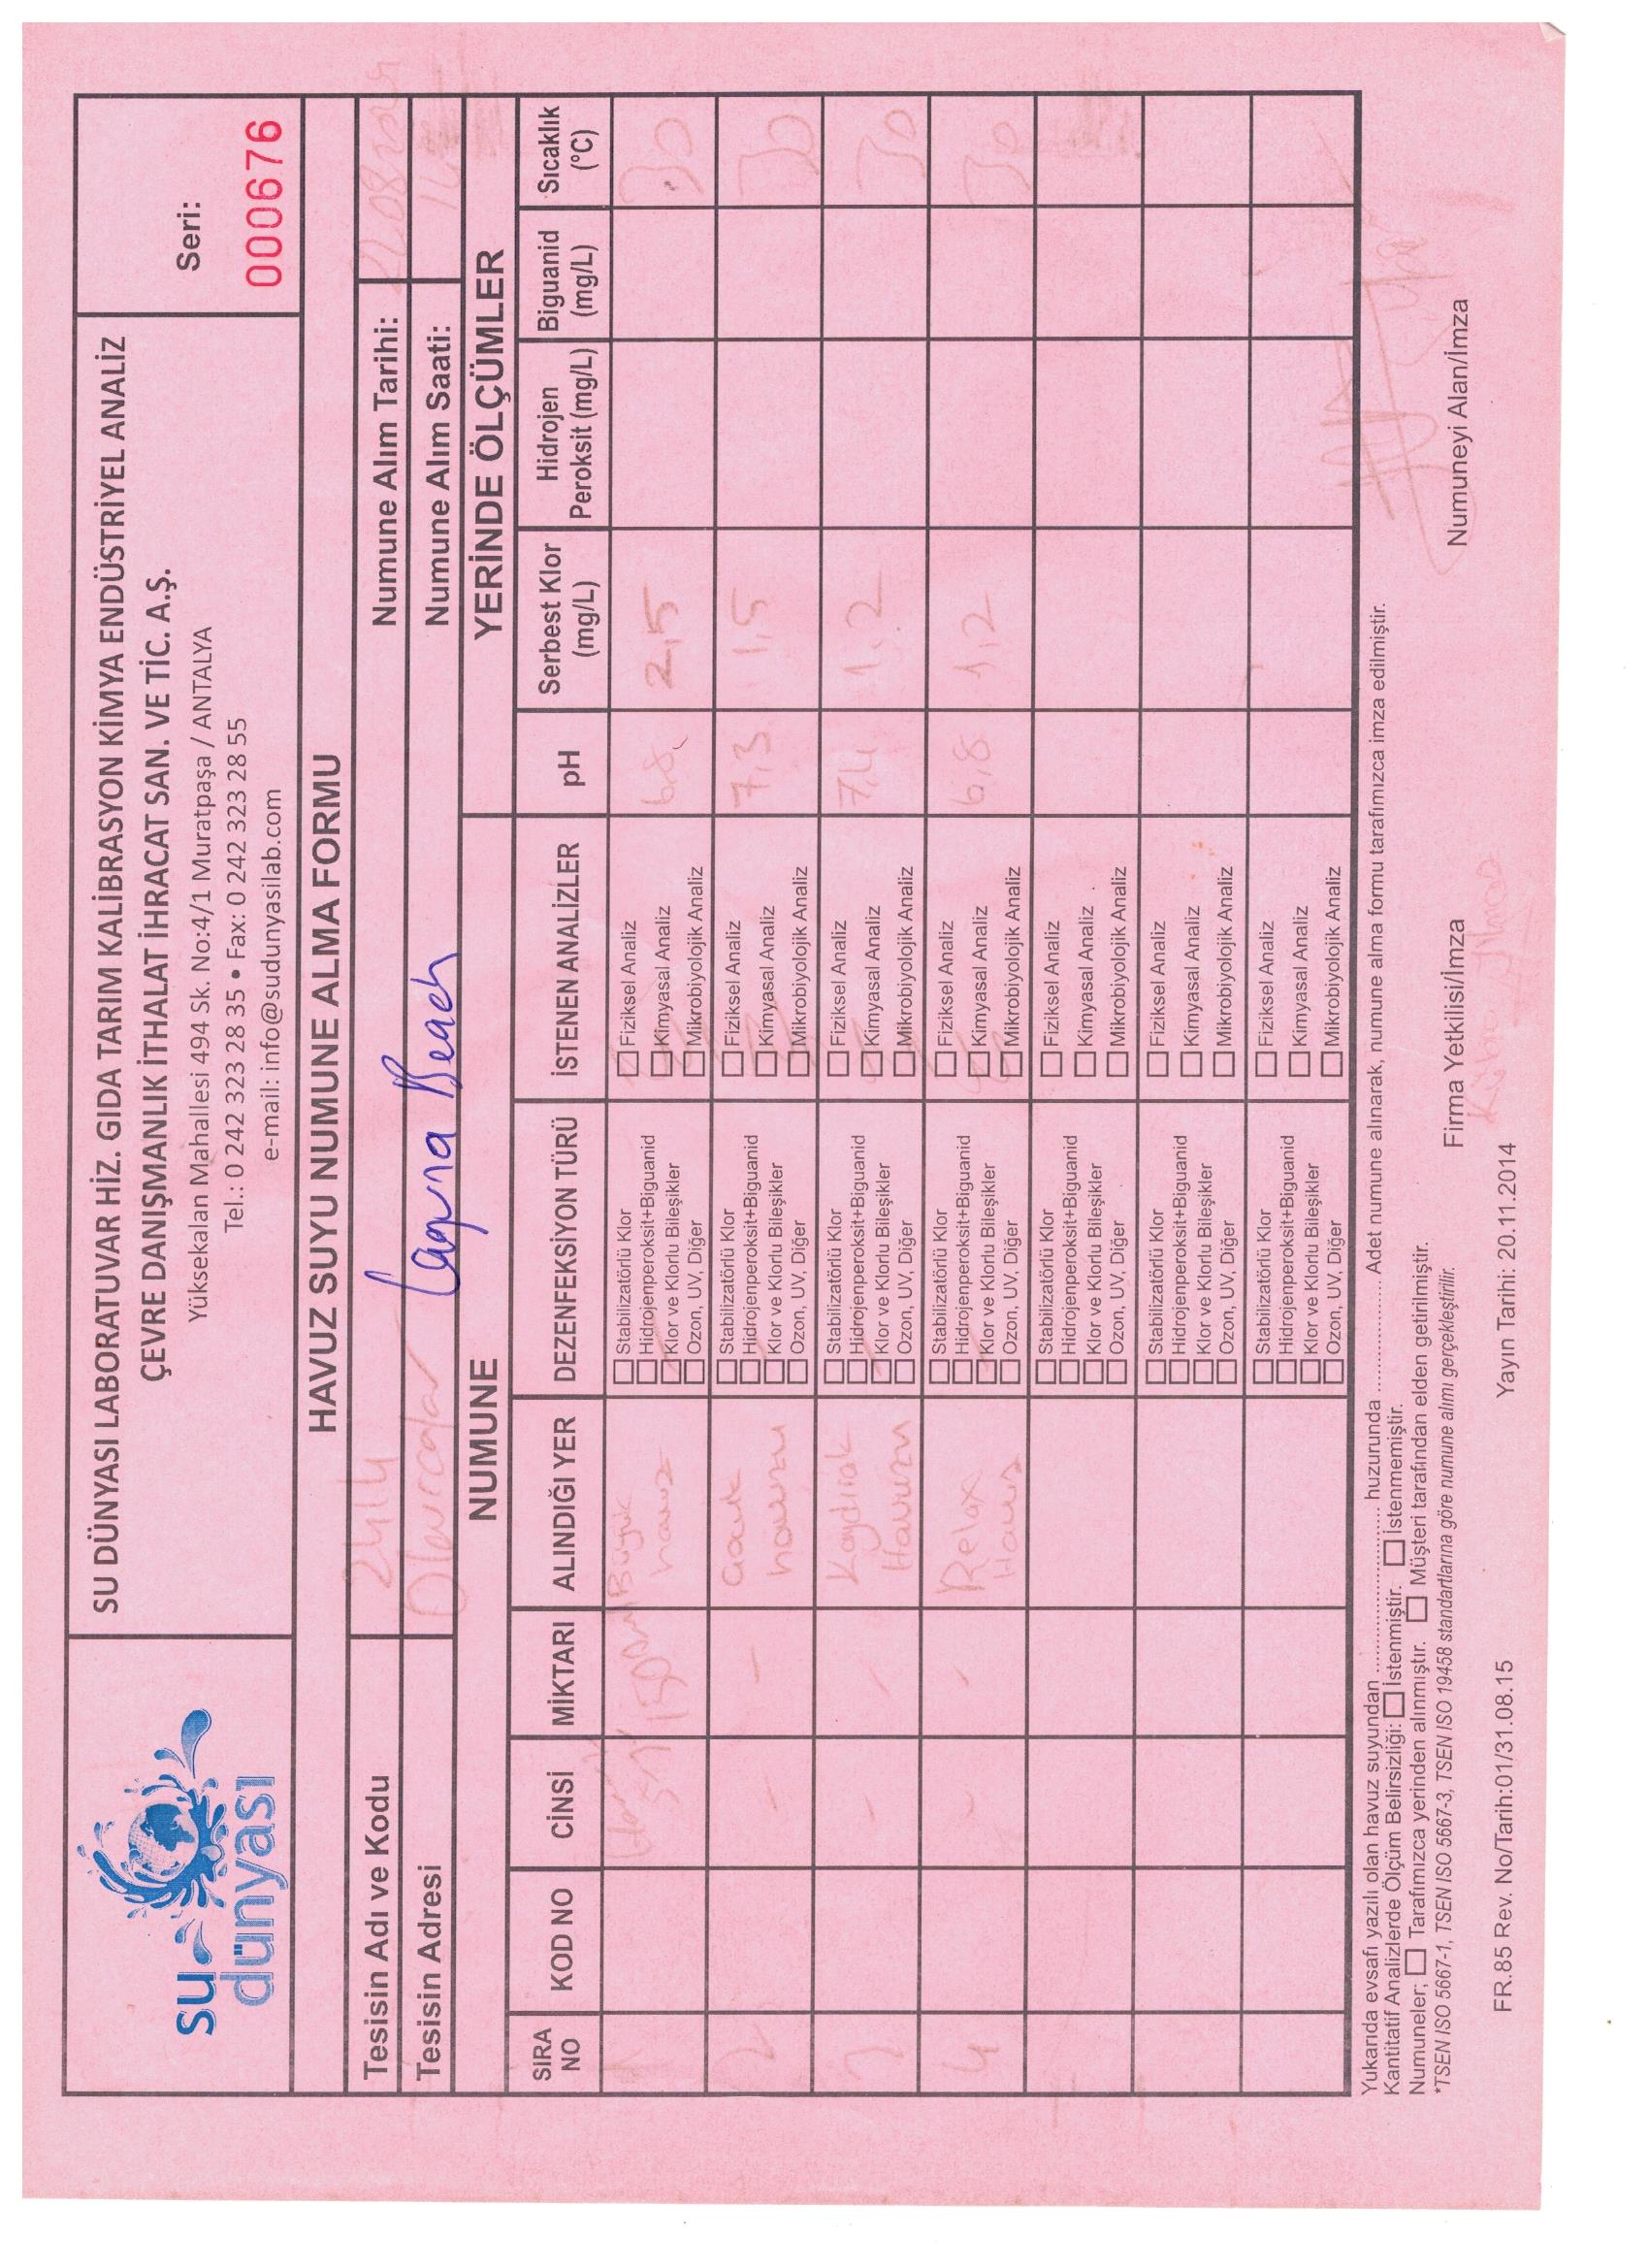 su
dünyası
SU DÜNYASI LABORATUVAR HİZ. GIDA TARIM KALİBRASYON KİMYA ENDÜSTRİYEL ANALİZ
ÇEVRE DANIŞMANLIK İTHALAT İHRACAT SAN. VE TİC. A.Ş.
Yüksekalan Mahallesi 494 Sk. No:4/1 Muratpaşa / ANTALYA
Tel.: 0 242 323 28 35 • Fax: 0 242 323 28 55
e-mail: info@sudunyasilab.com
Seri:
000676
HAVUZ SUYU NUMUNE ALMA FORMU
Tesisin Adı ve Kodu 2414 Numune Alım Tarihi:
Tesisin Adresi Laguna Beach Numune Alım Saati:
NUMUNE YERİNDE ÖLÇÜMLER
SIRA NO KOD NO CİNSİ MİKTARI ALINDIĞI YER DEZENFEKSİYON TÜRÜ İSTENEN ANALİZLER pH Serbest Klor (mg/L) Hidrojen Peroksit (mg/L) Biguanid (mg/L) Sıcaklık (°C)
1 Büyük havuz 6,8 2,5 30
Stabilizatörlü Klor Fiziksel Analiz
Hidrojenperoksit+Biguanid Kimyasal Analiz
Klor ve Klorlu Bileşikler Mikrobiyolojik Analiz
Ozon, UV, Diğer
2 - - Çocuk havuzu 7,3 1,5 30
Stabilizatörlü Klor Fiziksel Analiz
Hidrojenperoksit+Biguanid Kimyasal Analiz
Klor ve Klorlu Bileşikler Mikrobiyolojik Analiz
Ozon, UV, Diğer
3 - - Kaydırak Havuzu 7,4 1,2 30
Stabilizatörlü Klor Fiziksel Analiz
Hidrojenperoksit+Biguanid Kimyasal Analiz
Klor ve Klorlu Bileşikler Mikrobiyolojik Analiz
Ozon, UV, Diğer
4 - - Relax Havuz 6,8 1,2 30
Stabilizatörlü Klor Fiziksel Analiz
Hidrojenperoksit+Biguanid Kimyasal Analiz
Klor ve Klorlu Bileşikler Mikrobiyolojik Analiz
Ozon, UV, Diğer
Stabilizatörlü Klor Fiziksel Analiz
Hidrojenperoksit+Biguanid Kimyasal Analiz
Klor ve Klorlu Bileşikler Mikrobiyolojik Analiz
Ozon, UV, Diğer
Stabilizatörlü Klor Fiziksel Analiz
Hidrojenperoksit+Biguanid Kimyasal Analiz
Klor ve Klorlu Bileşikler Mikrobiyolojik Analiz
Ozon, UV, Diğer
Stabilizatörlü Klor Fiziksel Analiz
Hidrojenperoksit+Biguanid Kimyasal Analiz
Klor ve Klorlu Bileşikler Mikrobiyolojik Analiz
Ozon, UV, Diğer
Yukarıda evsafı yazılı olan havuz suyundan .................... huzurunda .................... Adet numune alınarak, numune alma formu tarafımızca imza edilmiştir.
Kantitatif Analizlerde Ölçüm Belirsizliği: İstenmiştir. İstenmemiştir.
Numuneler; Tarafımızca yerinden alınmıştır. Müşteri tarafından elden getirilmiştir.
*TSEN ISO 5667-1, TSEN ISO 5667-3, TSEN ISO 19458 standartlarına göre numune alımı gerçekleştirilir.
Firma Yetkilisi/İmza Numuneyi Alan/İmza
Kübra Yılmaz
FR.85 Rev. No/Tarih:01/31.08.15 Yayın Tarihi: 20.11.2014